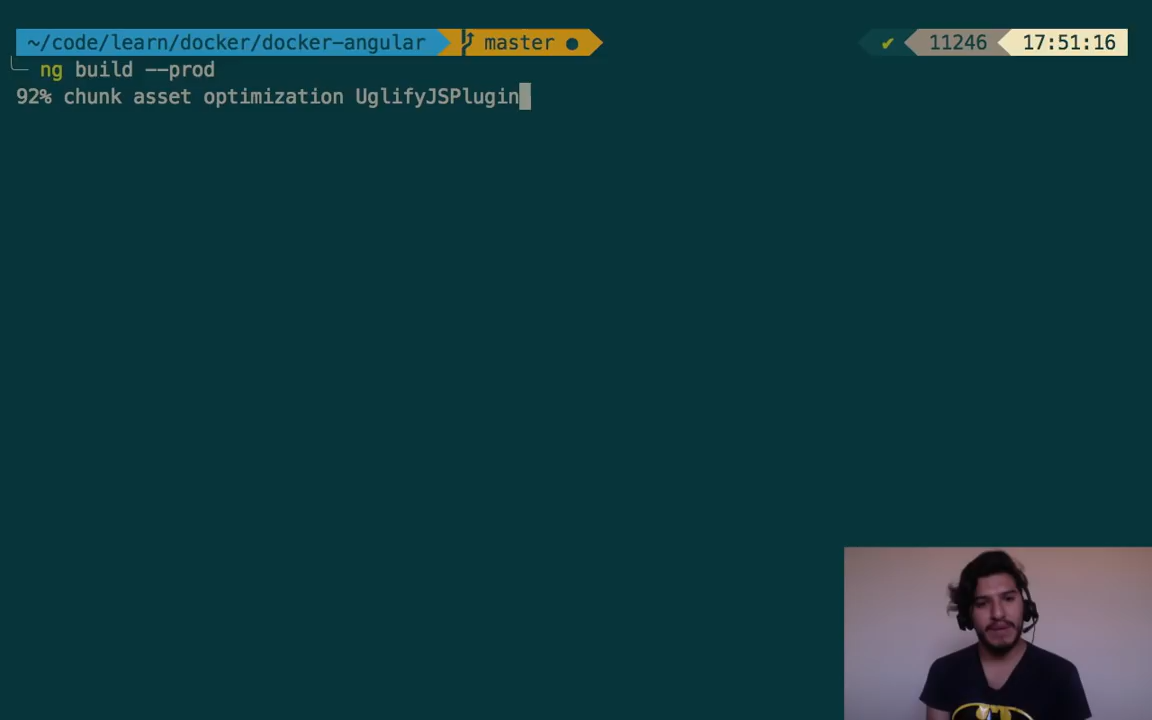 ~/code/learn/docker/docker-angular master ● ✔ 11246 17:51:16
ng build --prod
92% chunk asset optimization UglifyJSPlugin